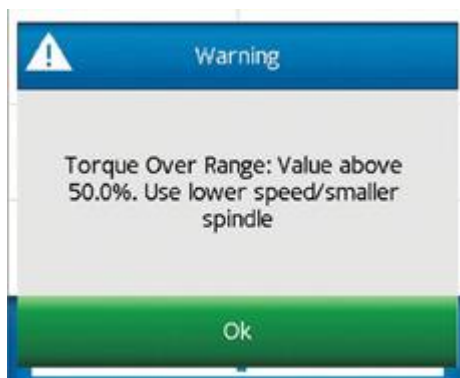 Warning
Torque Over Range: Value above
50.0%. Use lower speed/smaller
spindle
Ok